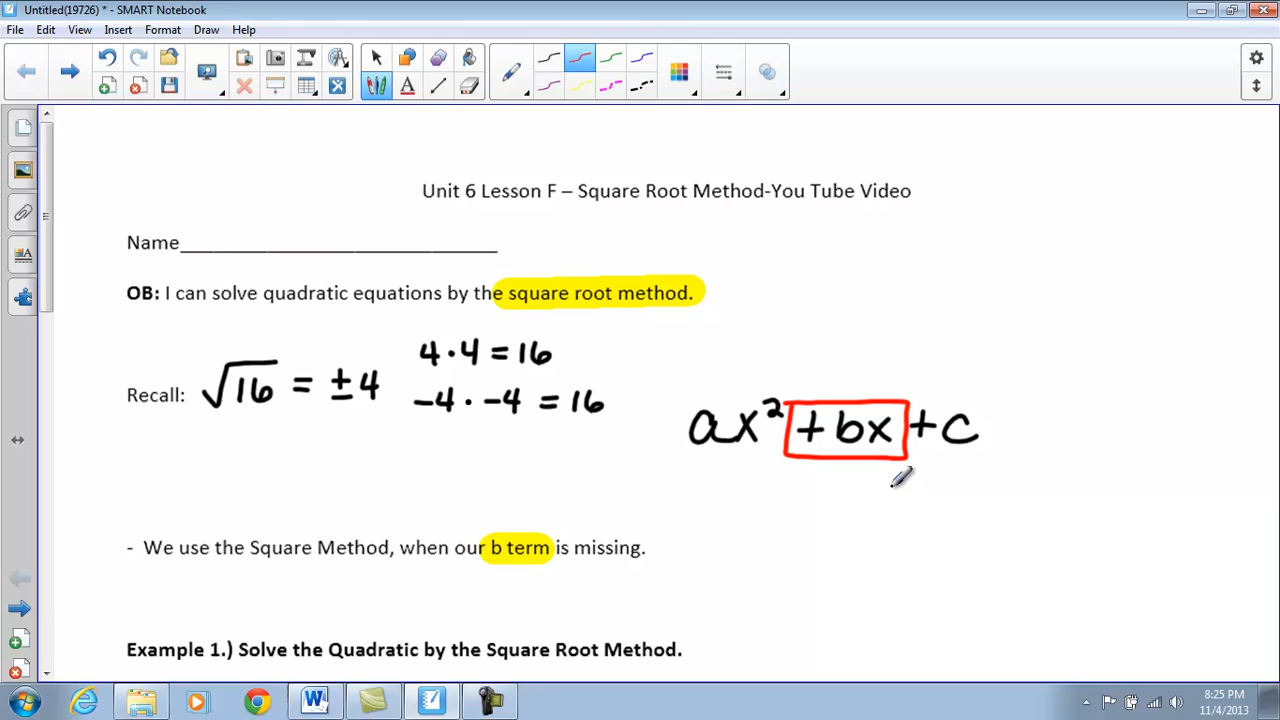 Untitled(19726) * - SMART Notebook
File Edit View Insert Format Draw Help
Unit 6 Lesson F – Square Root Method-You Tube Video
Name____________________________
OB: I can solve quadratic equations by the square root method.
4 · 4 = 16
Recall: √16 = ±4
-4 · -4 = 16
ax² + bx + c
- We use the Square Method, when our b term is missing.
Example 1.) Solve the Quadratic by the Square Root Method.
8:25 PM
11/4/2013